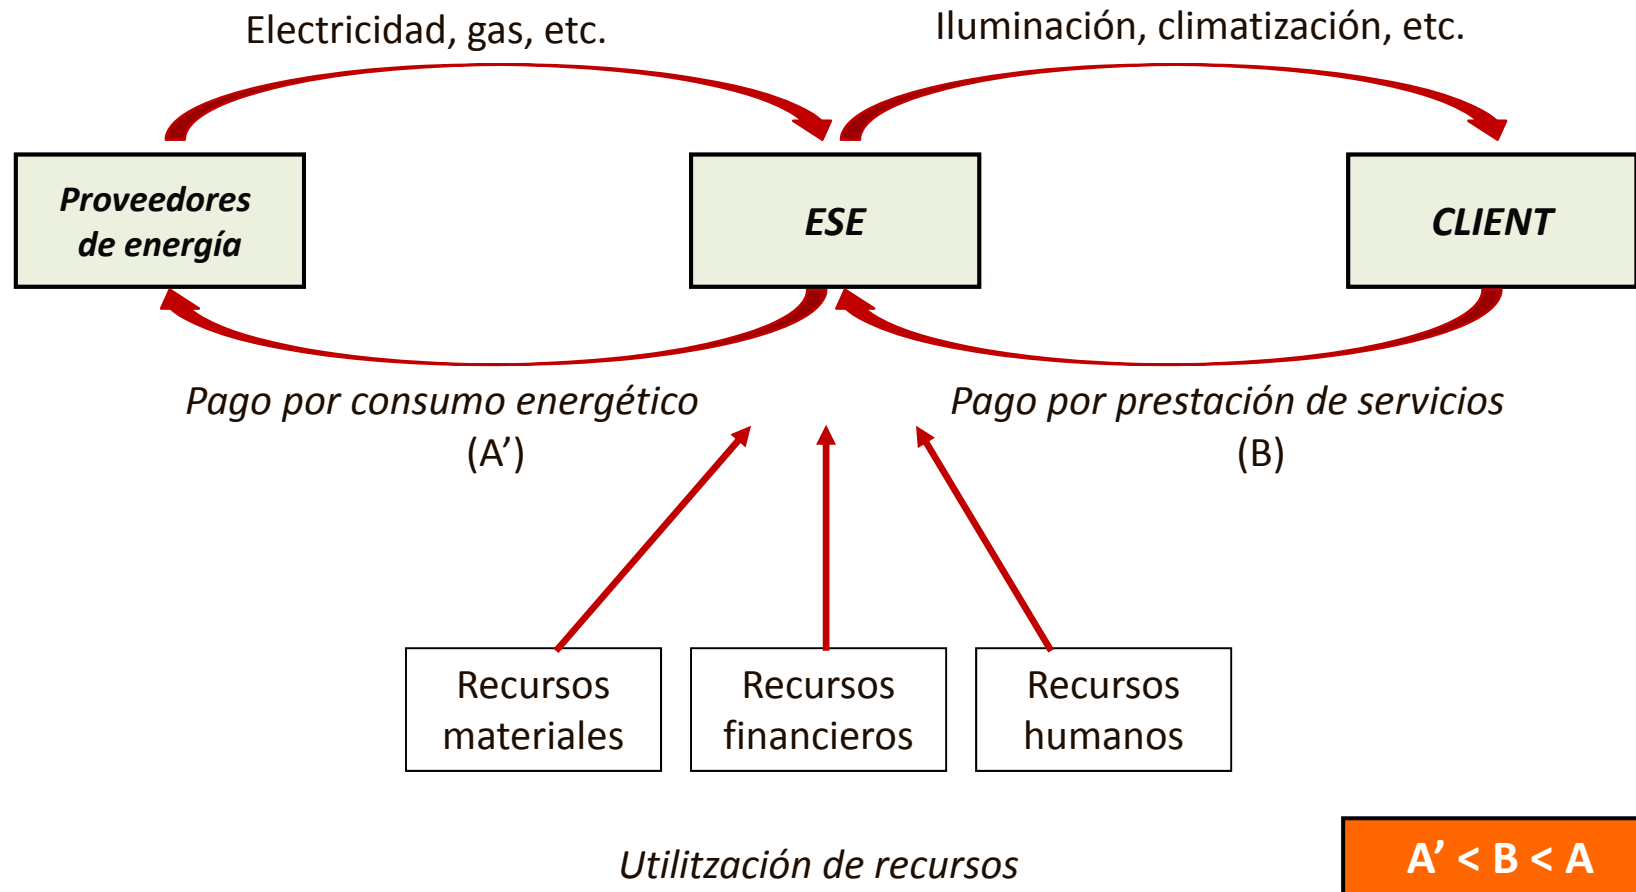 Electricidad, gas, etc.
Iluminación, climatización, etc.
Proveedores
de energía
ESE
CLIENT
Pago por consumo energético
(A’)
Pago por prestación de servicios
(B)
Recursos
materiales
Recursos
financieros
Recursos
humanos
Utilitzación de recursos
A’ < B < A